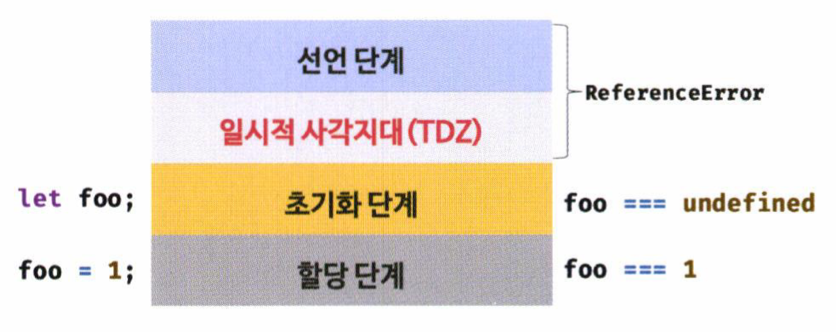 선언 단계
ReferenceError
일시적 사각지대(TDZ)
let foo; 초기화 단계 foo === undefined
foo = 1; 할당 단계 foo === 1